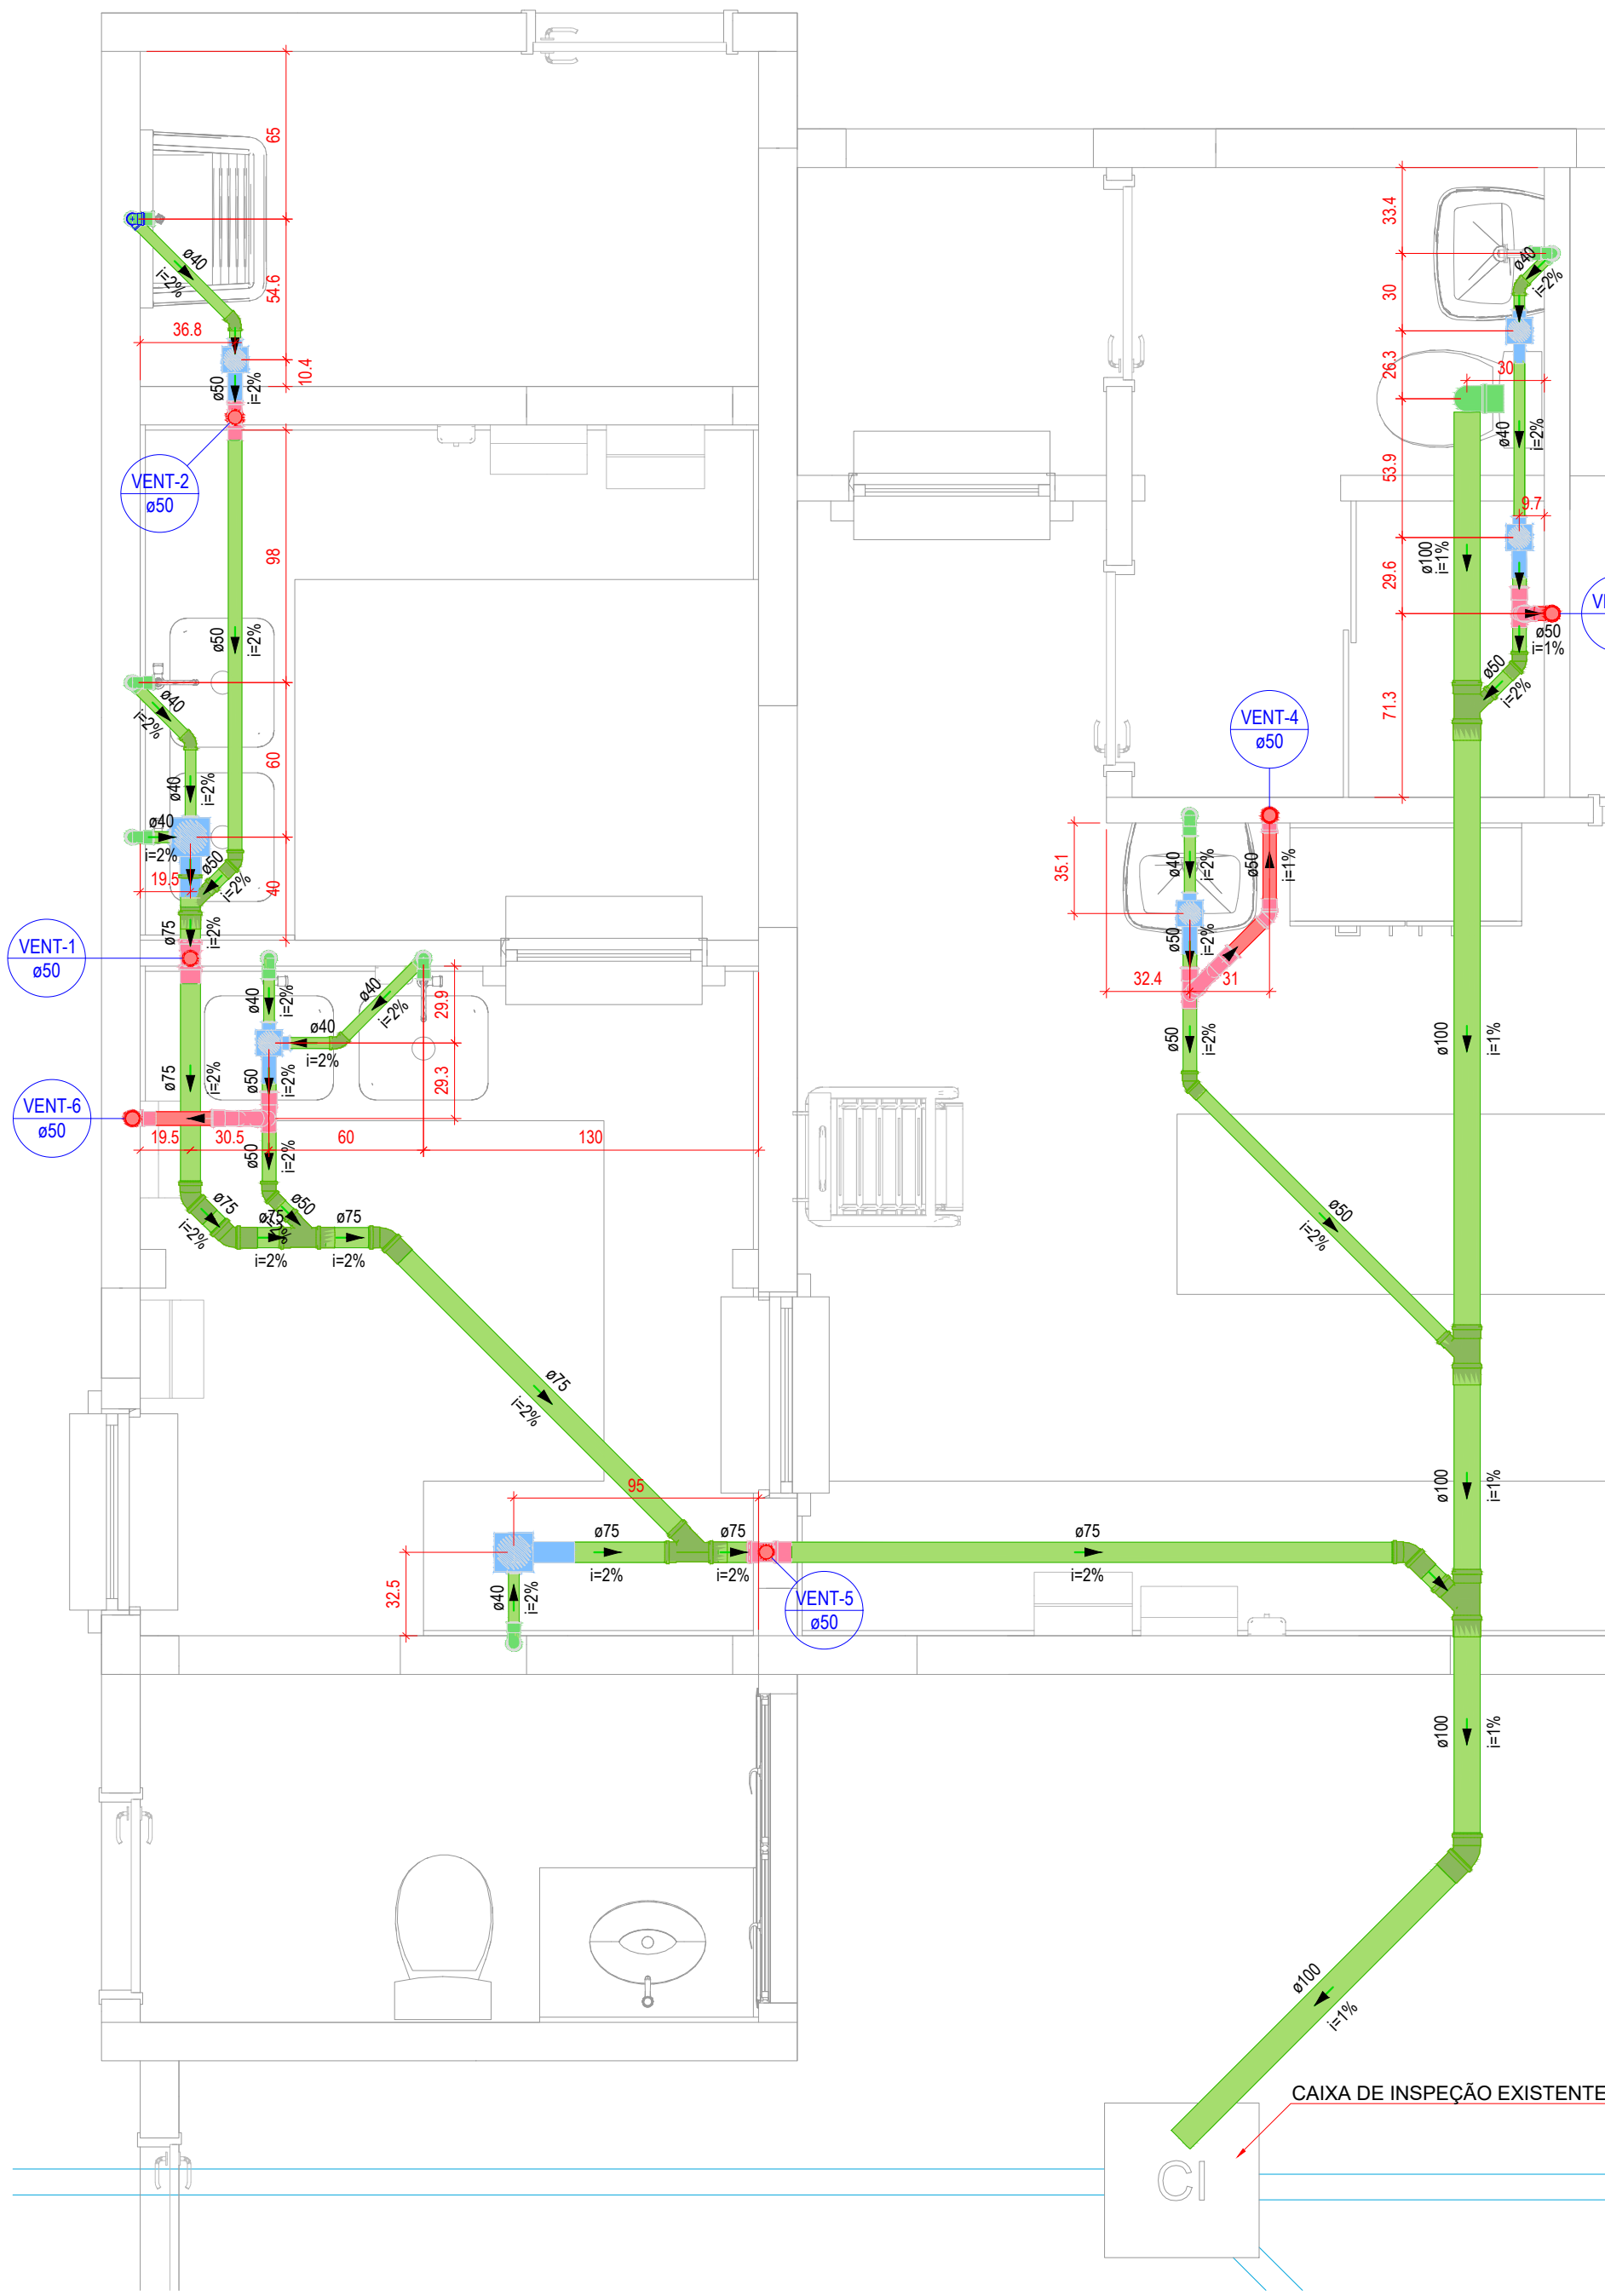 65
33.4
ø40
i=2%
54.6
ø40
i=2%
30
36.8
10.4
26.3
30
ø50
i=2%
ø40
i=2%
VENT-2
ø50
53.9
9.7
98
ø100
i=1%
29.6
ø50
i=2%
ø50
i=1%
ø40
i=2%
ø50
i=2%
71.3
VENT-4
ø50
60
ø40
i=2%
ø40
i=2%
ø50
i=2%
19.5
40
35.1
ø40
i=2%
ø50
i=1%
ø75
i=2%
VENT-1
ø50
ø50
i=2%
32.4
31
ø40
i=2%
ø40
i=2%
29.9
ø40
i=2%
ø50
i=2%
ø100
i=1%
ø75
i=2%
ø50
i=2%
29.3
VENT-6
ø50
19.5
30.5
60
130
ø50
i=2%
ø75
i=2%
ø50
i=2%
ø75
i=2%
ø75
i=2%
ø50
i=2%
ø75
i=2%
95
ø100
i=1%
ø75
i=2%
ø75
i=2%
ø75
i=2%
32.5
ø40
i=2%
VENT-5
ø50
ø100
i=1%
ø100
i=1%
CAIXA DE INSPEÇÃO EXISTENTE
CI